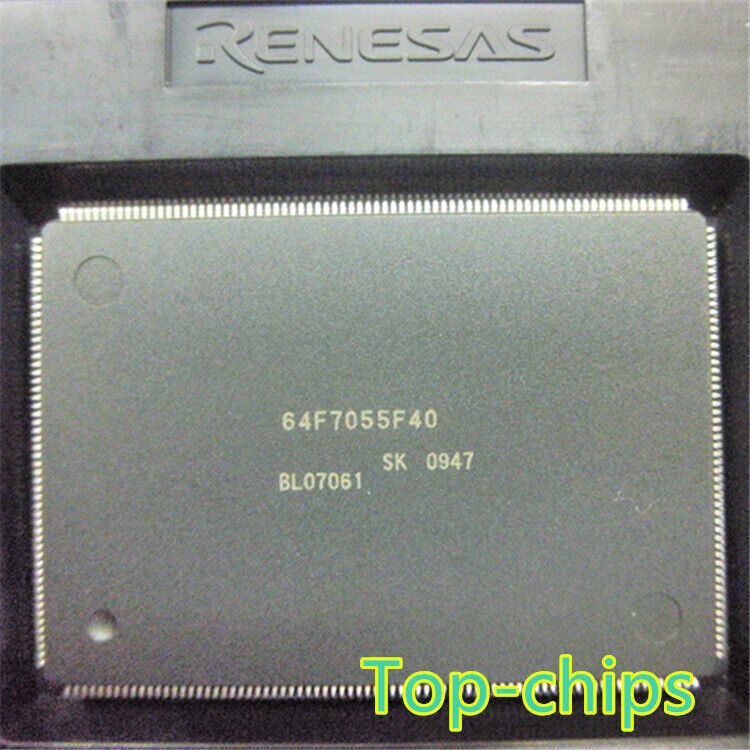 RENESAS
64F7055F40
SK 0947
BL07061
Top-chips